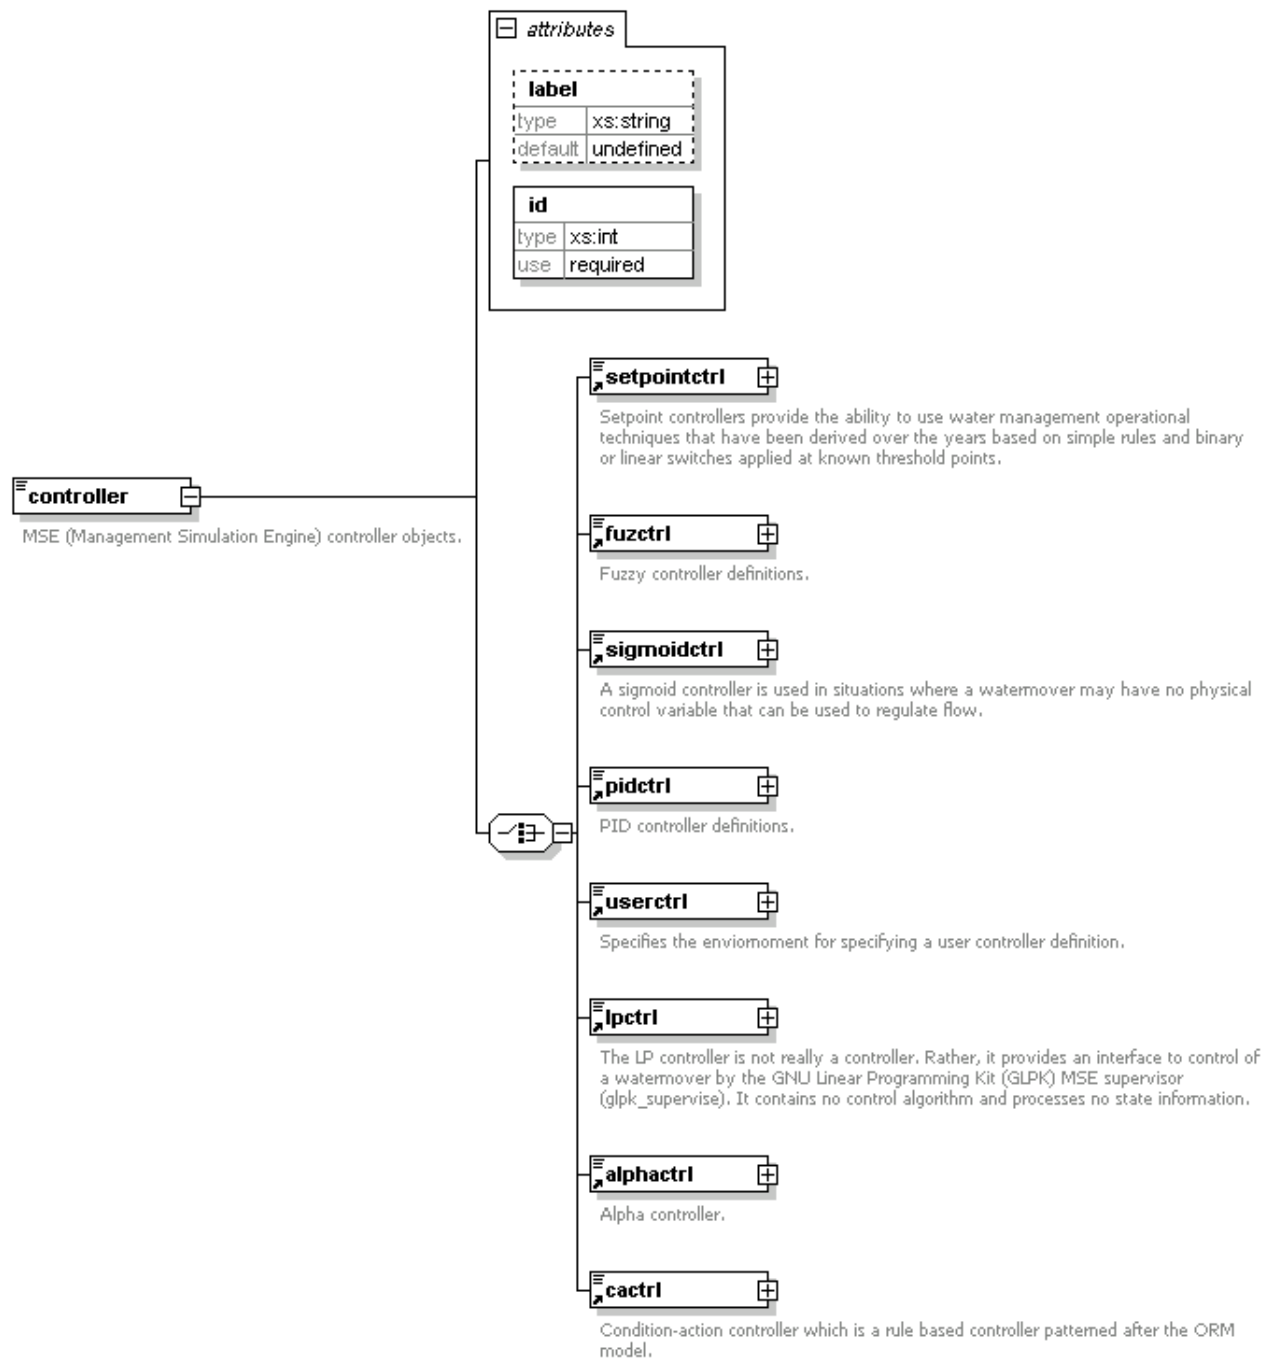 attributes
label
type xs:string
default undefined
id
type xs:int
use required
setpointctrl
Setpoint controllers provide the ability to use water management operational
techniques that have been derived over the years based on simple rules and binary
or linear switches applied at known threshold points.
controller
MSE (Management Simulation Engine) controller objects.
fuzctrl
Fuzzy controller definitions.
sigmoidctrl
A sigmoid controller is used in situations where a watermover may have no physical
control variable that can be used to regulate flow.
pidctrl
PID controller definitions.
userctrl
Specifies the enviornoment for specifying a user controller definition.
lpctrl
The LP controller is not really a controller. Rather, it provides an interface to control of
a watermover by the GNU Linear Programming Kit (GLPK) MSE supervisor
(glpk_supervise). It contains no control algorithm and processes no state information.
alphactrl
Alpha controller.
cactrl
Condition-action controller which is a rule based controller patterned after the ORM
model.